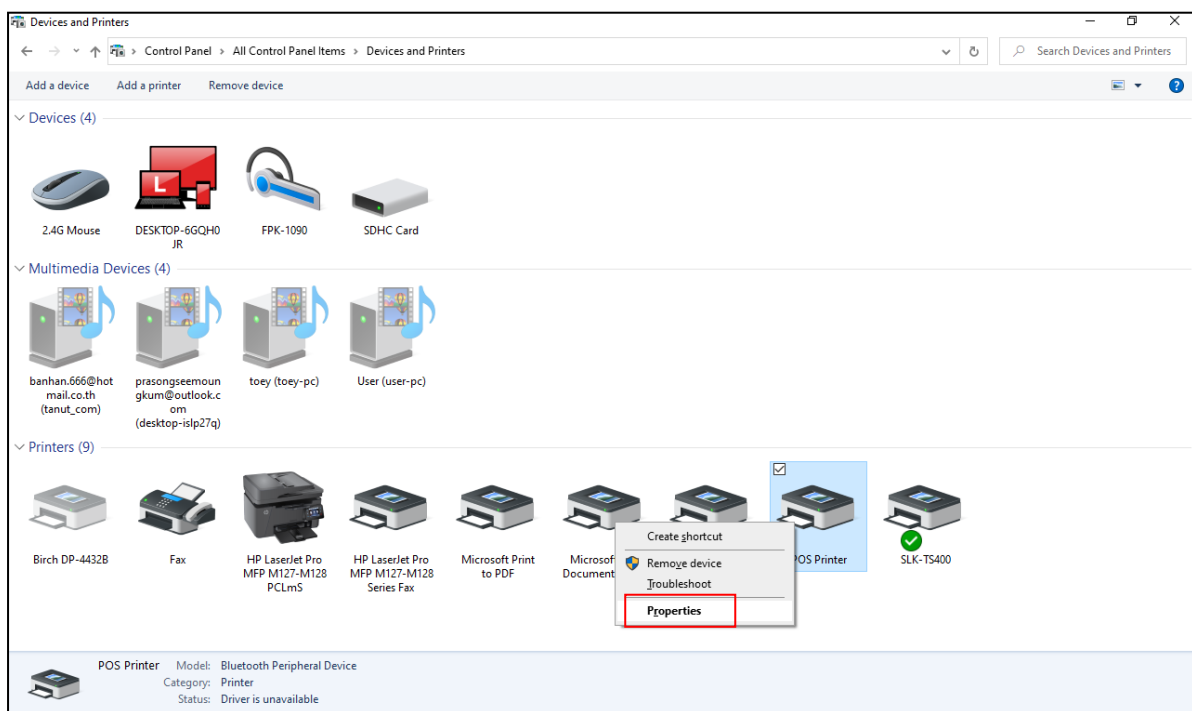 Devices and Printers
Control Panel > All Control Panel Items > Devices and Printers
Search Devices and Printers
Add a device Add a printer Remove device
Devices (4)
2.4G Mouse
DESKTOP-6GQH0
JR
FPK-1090
SDHC Card
Multimedia Devices (4)
banhan.666@hot
mail.co.th
(tanut_com)
prasongseemoun
gkum@outlook.c
om
(desktop-islp27q)
toey (toey-pc)
User (user-pc)
Printers (9)
Birch DP-4432B
Fax
HP LaserJet Pro
MFP M127-M128
PCLmS
HP LaserJet Pro
MFP M127-M128
Series Fax
Microsoft Print
to PDF
Microsof
Document
POS Printer
SLK-TS400
Create shortcut
Remove device
Troubleshoot
Properties
POS Printer Model: Bluetooth Peripheral Device
Category: Printer
Status: Driver is unavailable